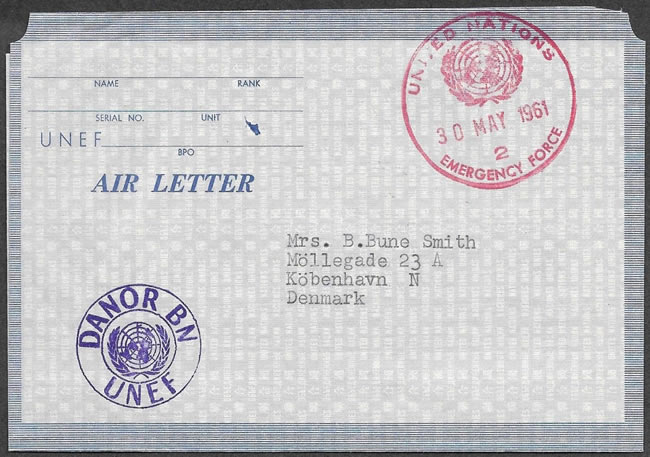 UNITED NATIONS
30 MAY 1961
2
EMERGENCY FORCE
NAME RANK
SERIAL NO. UNIT
UNEF
BPO
AIR LETTER
Mrs. B.Bune Smith
Möllegade 23 A
Köbenhavn N
Denmark
DANOR BN
UNEF